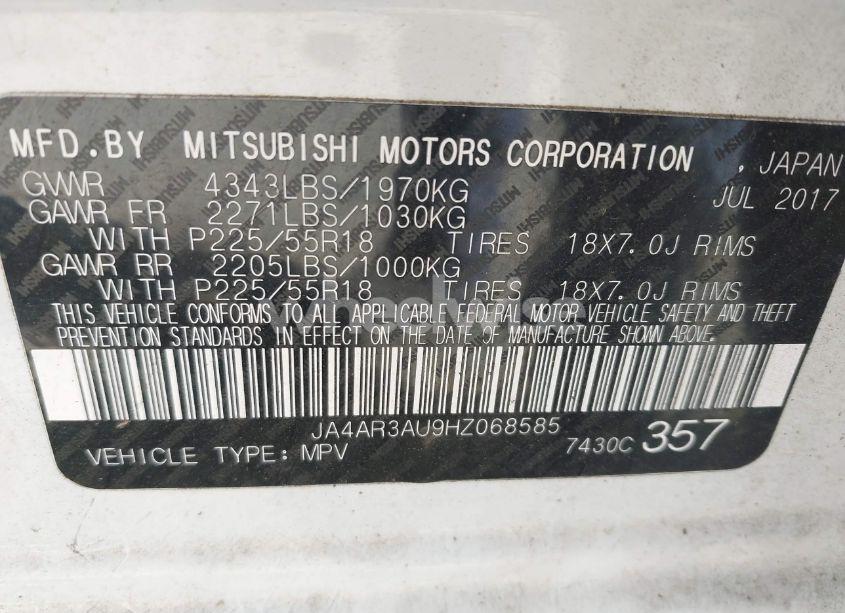 MFD.BY MITSUBISHI MOTORS CORPORATION , JAPAN
GVWR 4343LBS/1970KG JUL 2017
GAWR FR 2271LBS/1030KG
WITH P225/55R18 TIRES 18X7.0J RIMS
GAWR RR 2205LBS/1000KG
WITH P225/55R18 TIRES 18X7.0J RIMS
THIS VEHICLE CONFORMS TO ALL APPLICABLE FEDERAL MOTOR VEHICLE SAFETY AND THEFT
PREVENTION STANDARDS IN EFFECT ON THE DATE OF MANUFACTURE SHOWN ABOVE.
JA4AR3AU9HZ068585
VEHICLE TYPE: MPV 7430C 357